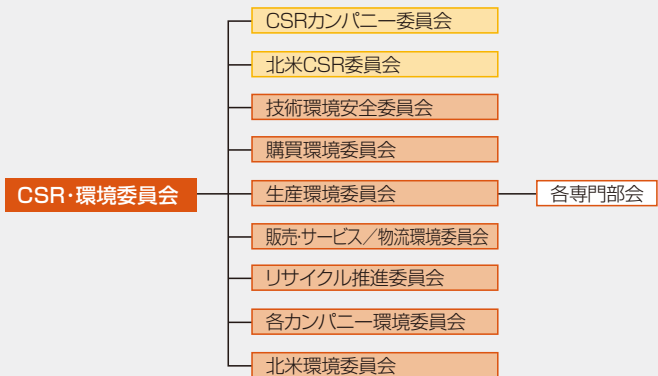 CSRカンパニー委員会
北米CSR委員会
技術環境安全委員会
購買環境委員会
CSR・環境委員会
生産環境委員会
各専門部会
販売・サービス／物流環境委員会
リサイクル推進委員会
各カンパニー環境委員会
北米環境委員会